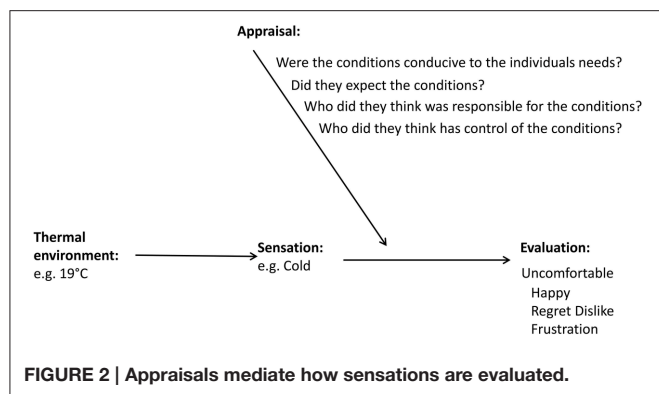 Appraisal:
Were the conditions conducive to the individuals needs?
Did they expect the conditions?
Who did they think was responsible for the conditions?
Who did they think has control of the conditions?
Thermal
environment:
e.g. 19°C
Sensation:
e.g. Cold
Evaluation:
Uncomfortable
Happy
Regret Dislike
Frustration
FIGURE 2 | Appraisals mediate how sensations are evaluated.